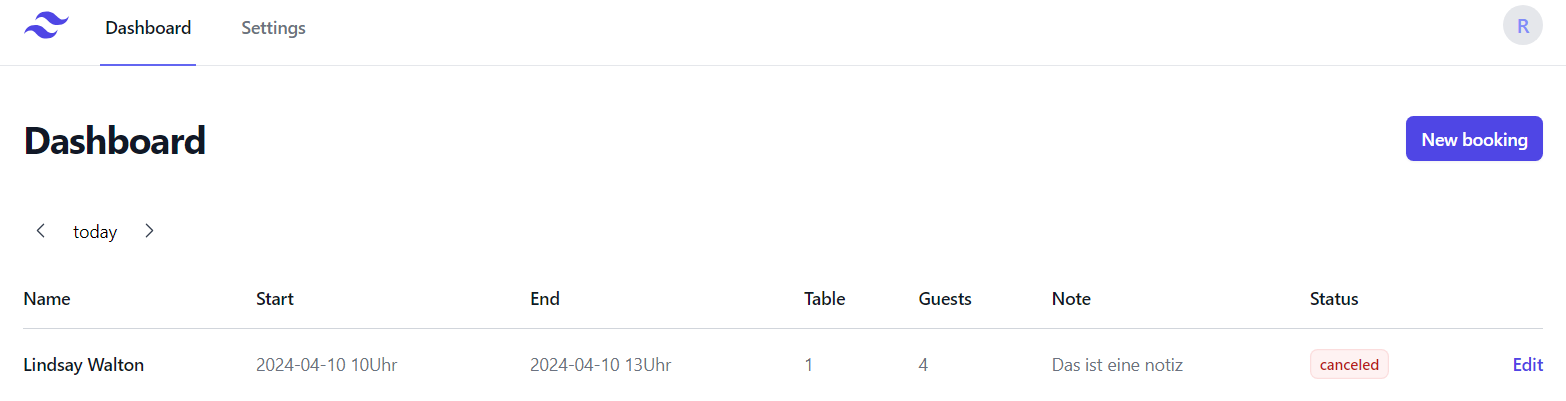 Dashboard Settings R
Dashboard New booking
today
Name Start End Table Guests Note Status
Lindsay Walton 2024-04-10 10Uhr 2024-04-10 13Uhr 1 4 Das ist eine notiz canceled Edit